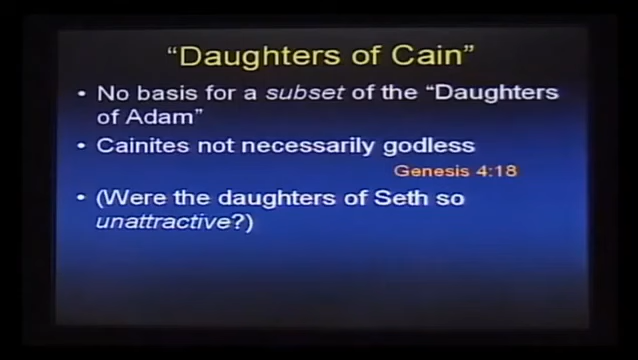 “Daughters of Cain”
• No basis for a subset of the “Daughters
of Adam”
• Cainites not necessarily godless
Genesis 4:18
• (Were the daughters of Seth so
unattractive?)